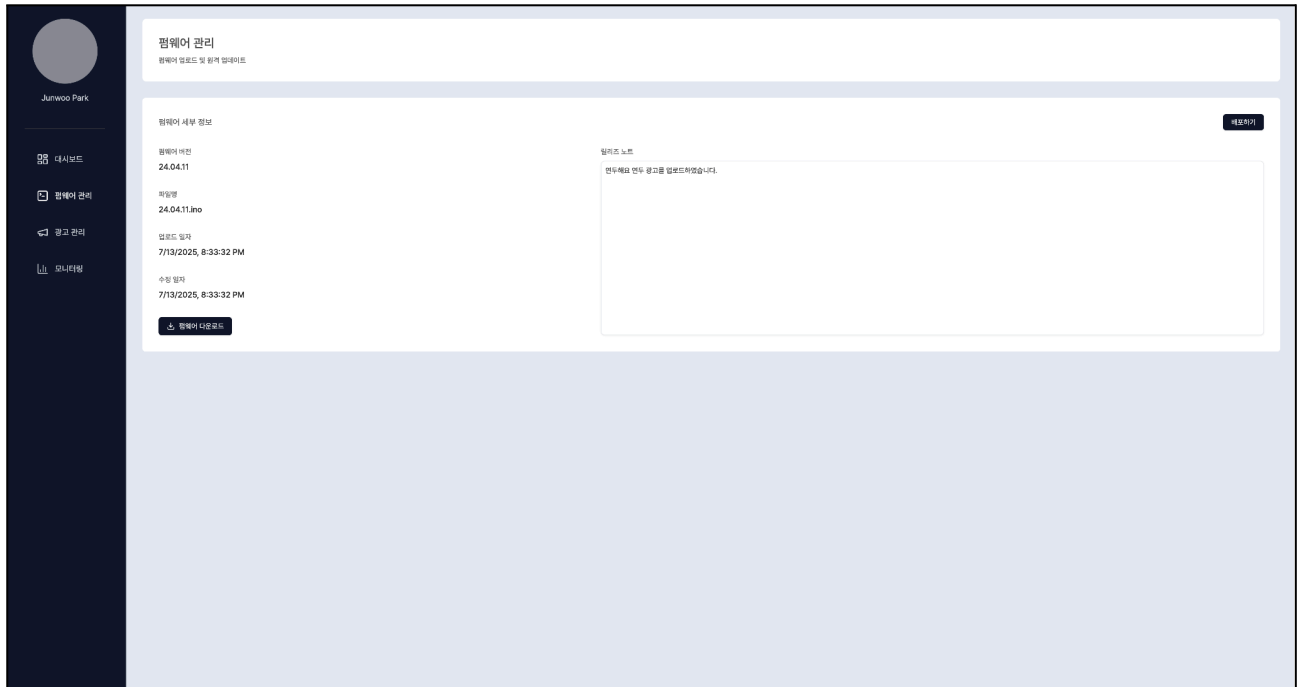 Junwoo Park
대시보드
펌웨어 관리
광고 관리
모니터링
펌웨어 관리
펌웨어 업로드 및 원격 업데이트
펌웨어 세부 정보
배포하기
펌웨어 버전
24.04.11
파일명
24.04.11.ino
업로드 일자
7/13/2025, 8:33:32 PM
수정 일자
7/13/2025, 8:33:32 PM
펌웨어 다운로드
릴리즈 노트
연두해요 연두 광고를 업로드하였습니다.